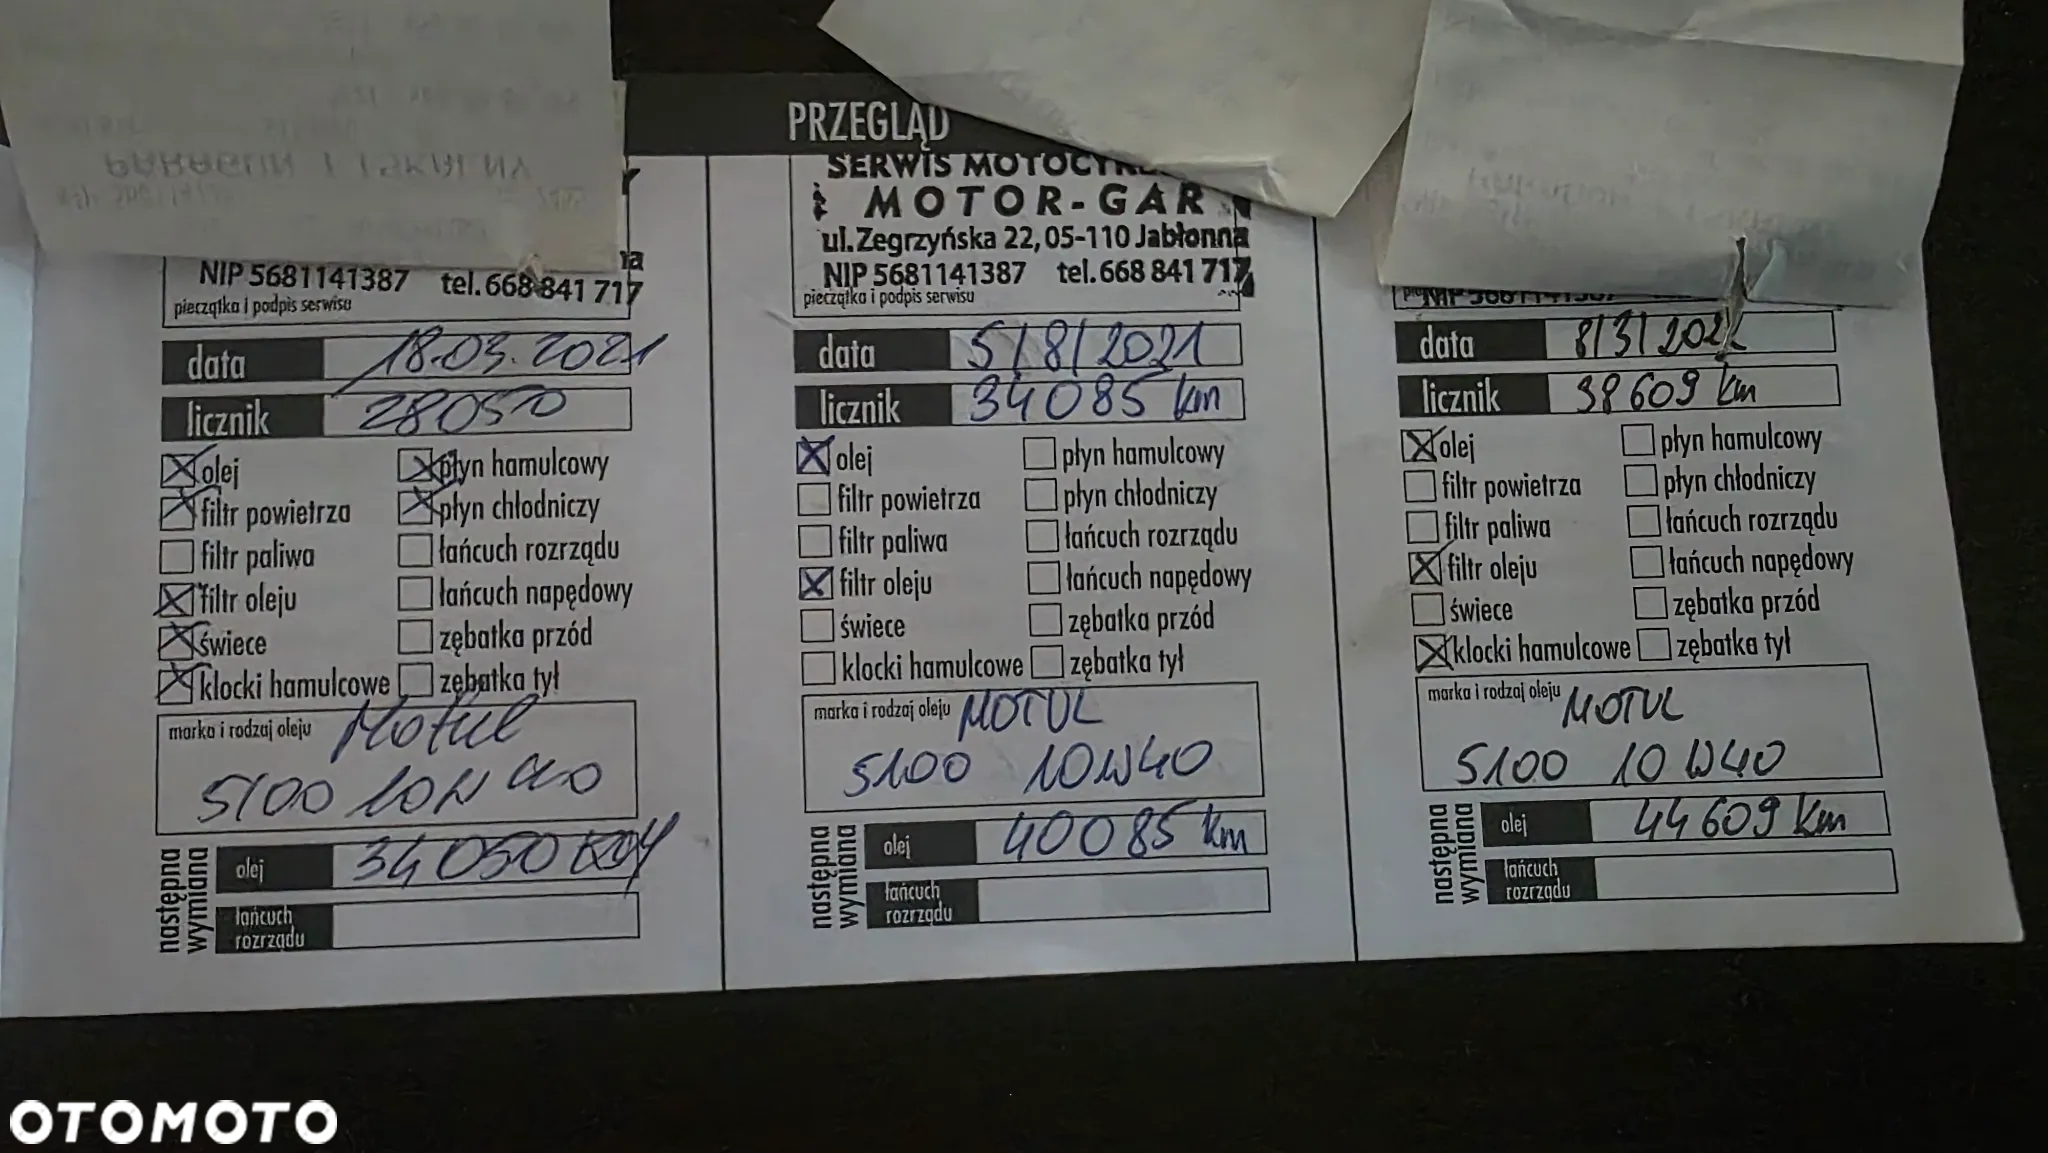 PRZEGLĄD
NIP 5681141387 tel. 668 841 717
pieczątka i podpis serwisu
data 18.03.2021
licznik 28050
olej
płyn hamulcowy
filtr powietrza
płyn chłodniczy
filtr paliwa
łańcuch rozrządu
filtr oleju
łańcuch napędowy
świece
zębatka przód
klocki hamulcowe
zębatka tył
marka i rodzaj oleju Motul
5100 10W40
następna wymiana
olej 34050
łańcuch rozrządu
SERWIS
MOTOR-GAR
ul. Zegrzyńska 22, 05-110 Jabłonna
NIP 5681141387 tel. 668 841 717
pieczątka i podpis serwisu
data 5/8/2021
licznik 34085 km
olej
płyn hamulcowy
filtr powietrza
płyn chłodniczy
filtr paliwa
łańcuch rozrządu
filtr oleju
łańcuch napędowy
świece
zębatka przód
klocki hamulcowe
zębatka tył
marka i rodzaj oleju MOTUL
5100 10W40
następna wymiana
olej 40085 km
łańcuch rozrządu
data 8/3/2022
licznik 38609 km
olej
płyn hamulcowy
filtr powietrza
płyn chłodniczy
filtr paliwa
łańcuch rozrządu
filtr oleju
łańcuch napędowy
świece
zębatka przód
klocki hamulcowe
zębatka tył
marka i rodzaj oleju MOTUL
5100 10W40
następna wymiana
olej 44609 km
łańcuch rozrządu
OTOMOTO